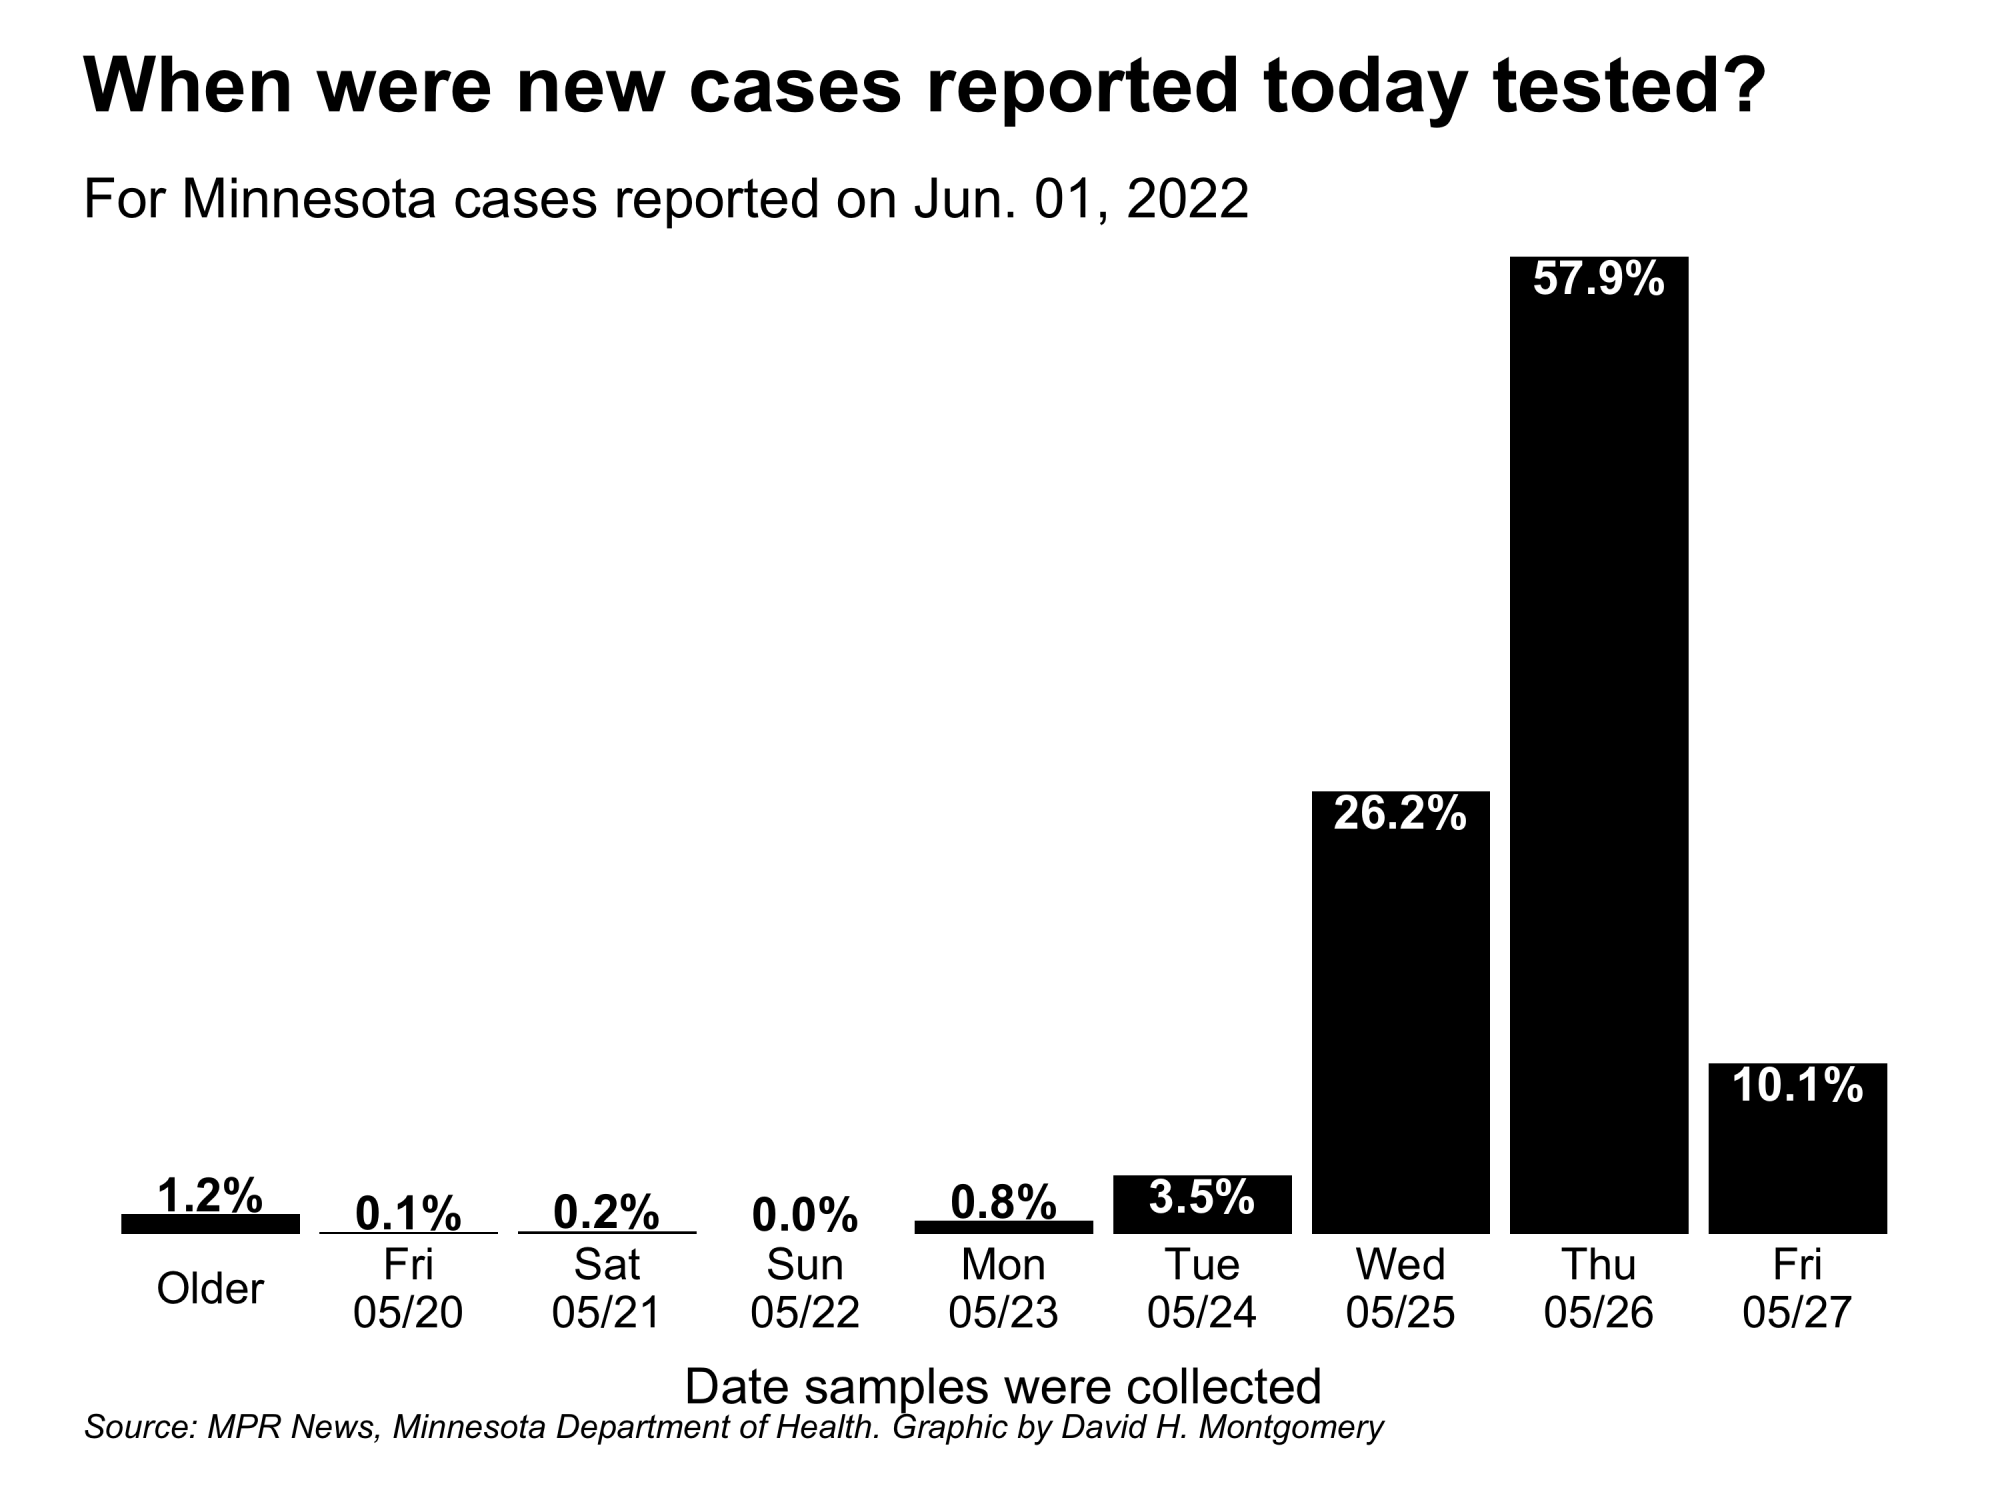 When were new cases reported today tested?
For Minnesota cases reported on Jun. 01, 2022
57.9%
26.2%
10.1%
1.2%
0.1%
0.2%
0.0%
0.8%
3.5%
Older
Fri
05/20
Sat
05/21
Sun
05/22
Mon
05/23
Tue
05/24
Wed
05/25
Thu
05/26
Fri
05/27
Date samples were collected
Source: MPR News, Minnesota Department of Health. Graphic by David H. Montgomery